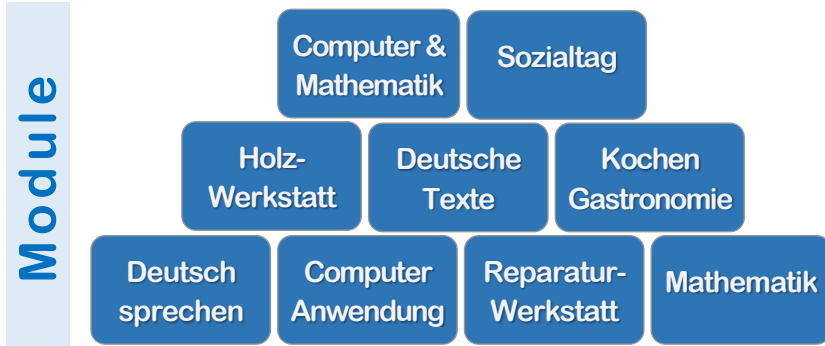 Module
Computer &
Mathematik
Sozialtag
Holz-
Werkstatt
Deutsche
Texte
Kochen
Gastronomie
Deutsch
sprechen
Computer
Anwendung
Reparatur-
Werkstatt
Mathematik